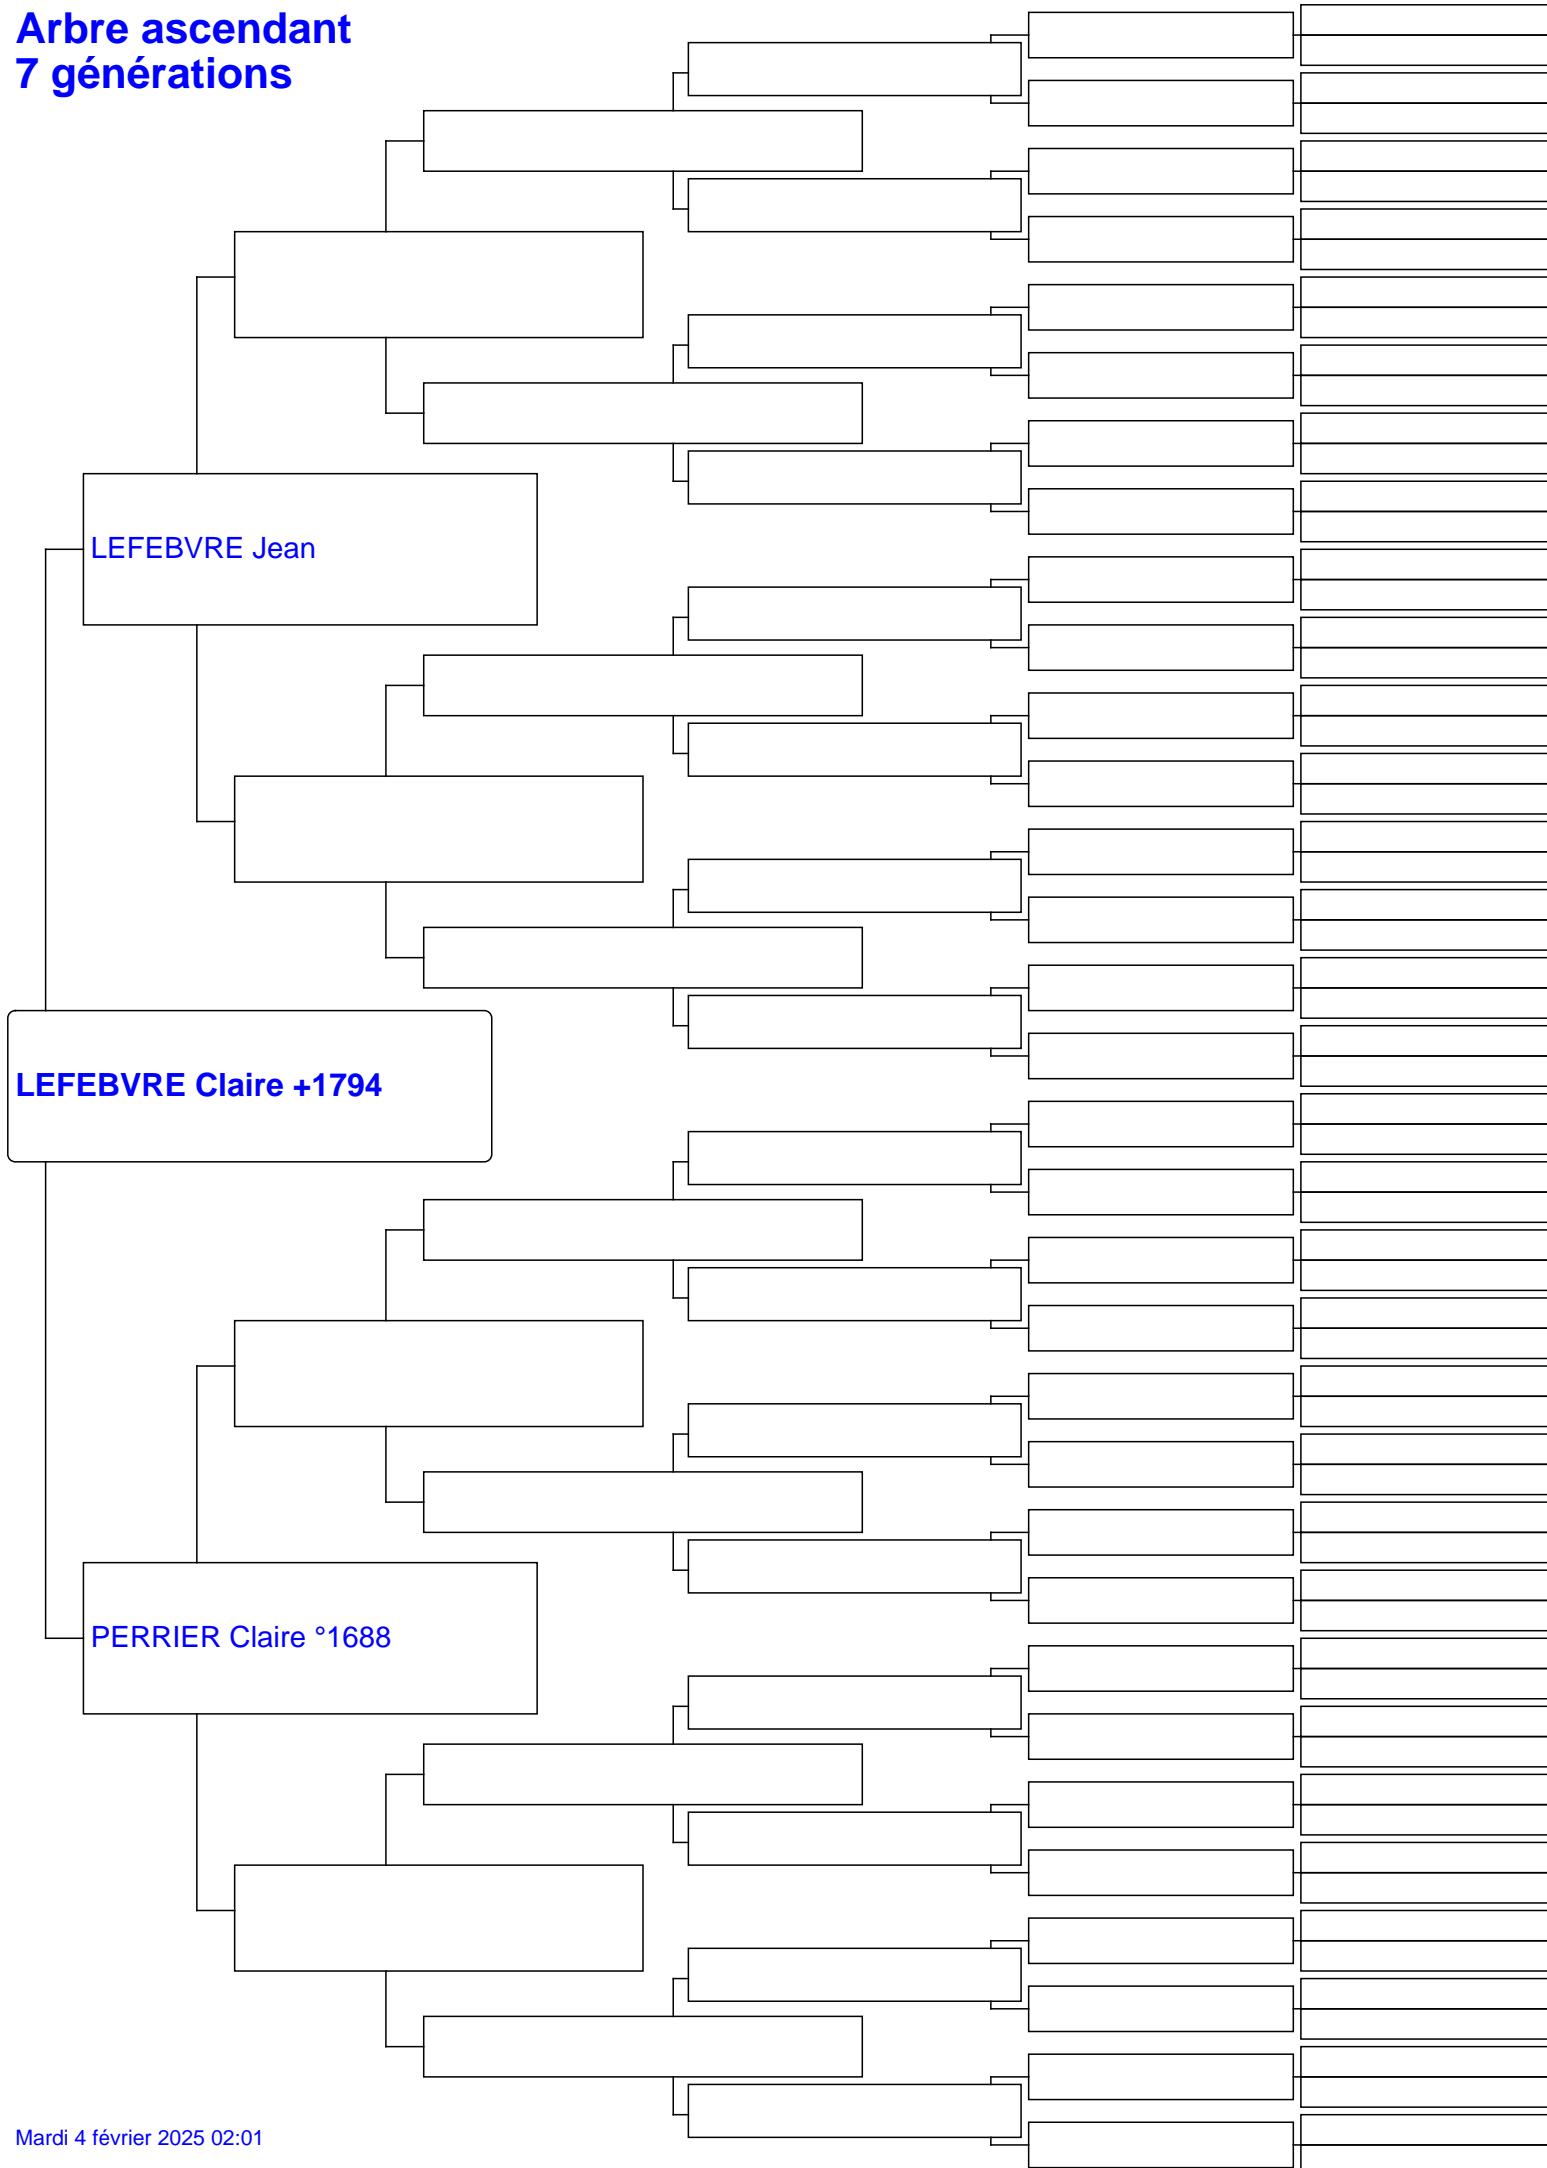 Arbre ascendant
7 générations
LEFEBVRE Jean
LEFEBVRE Claire +1794
PERRIER Claire °1688
Mardi 4 février 2025 02:01